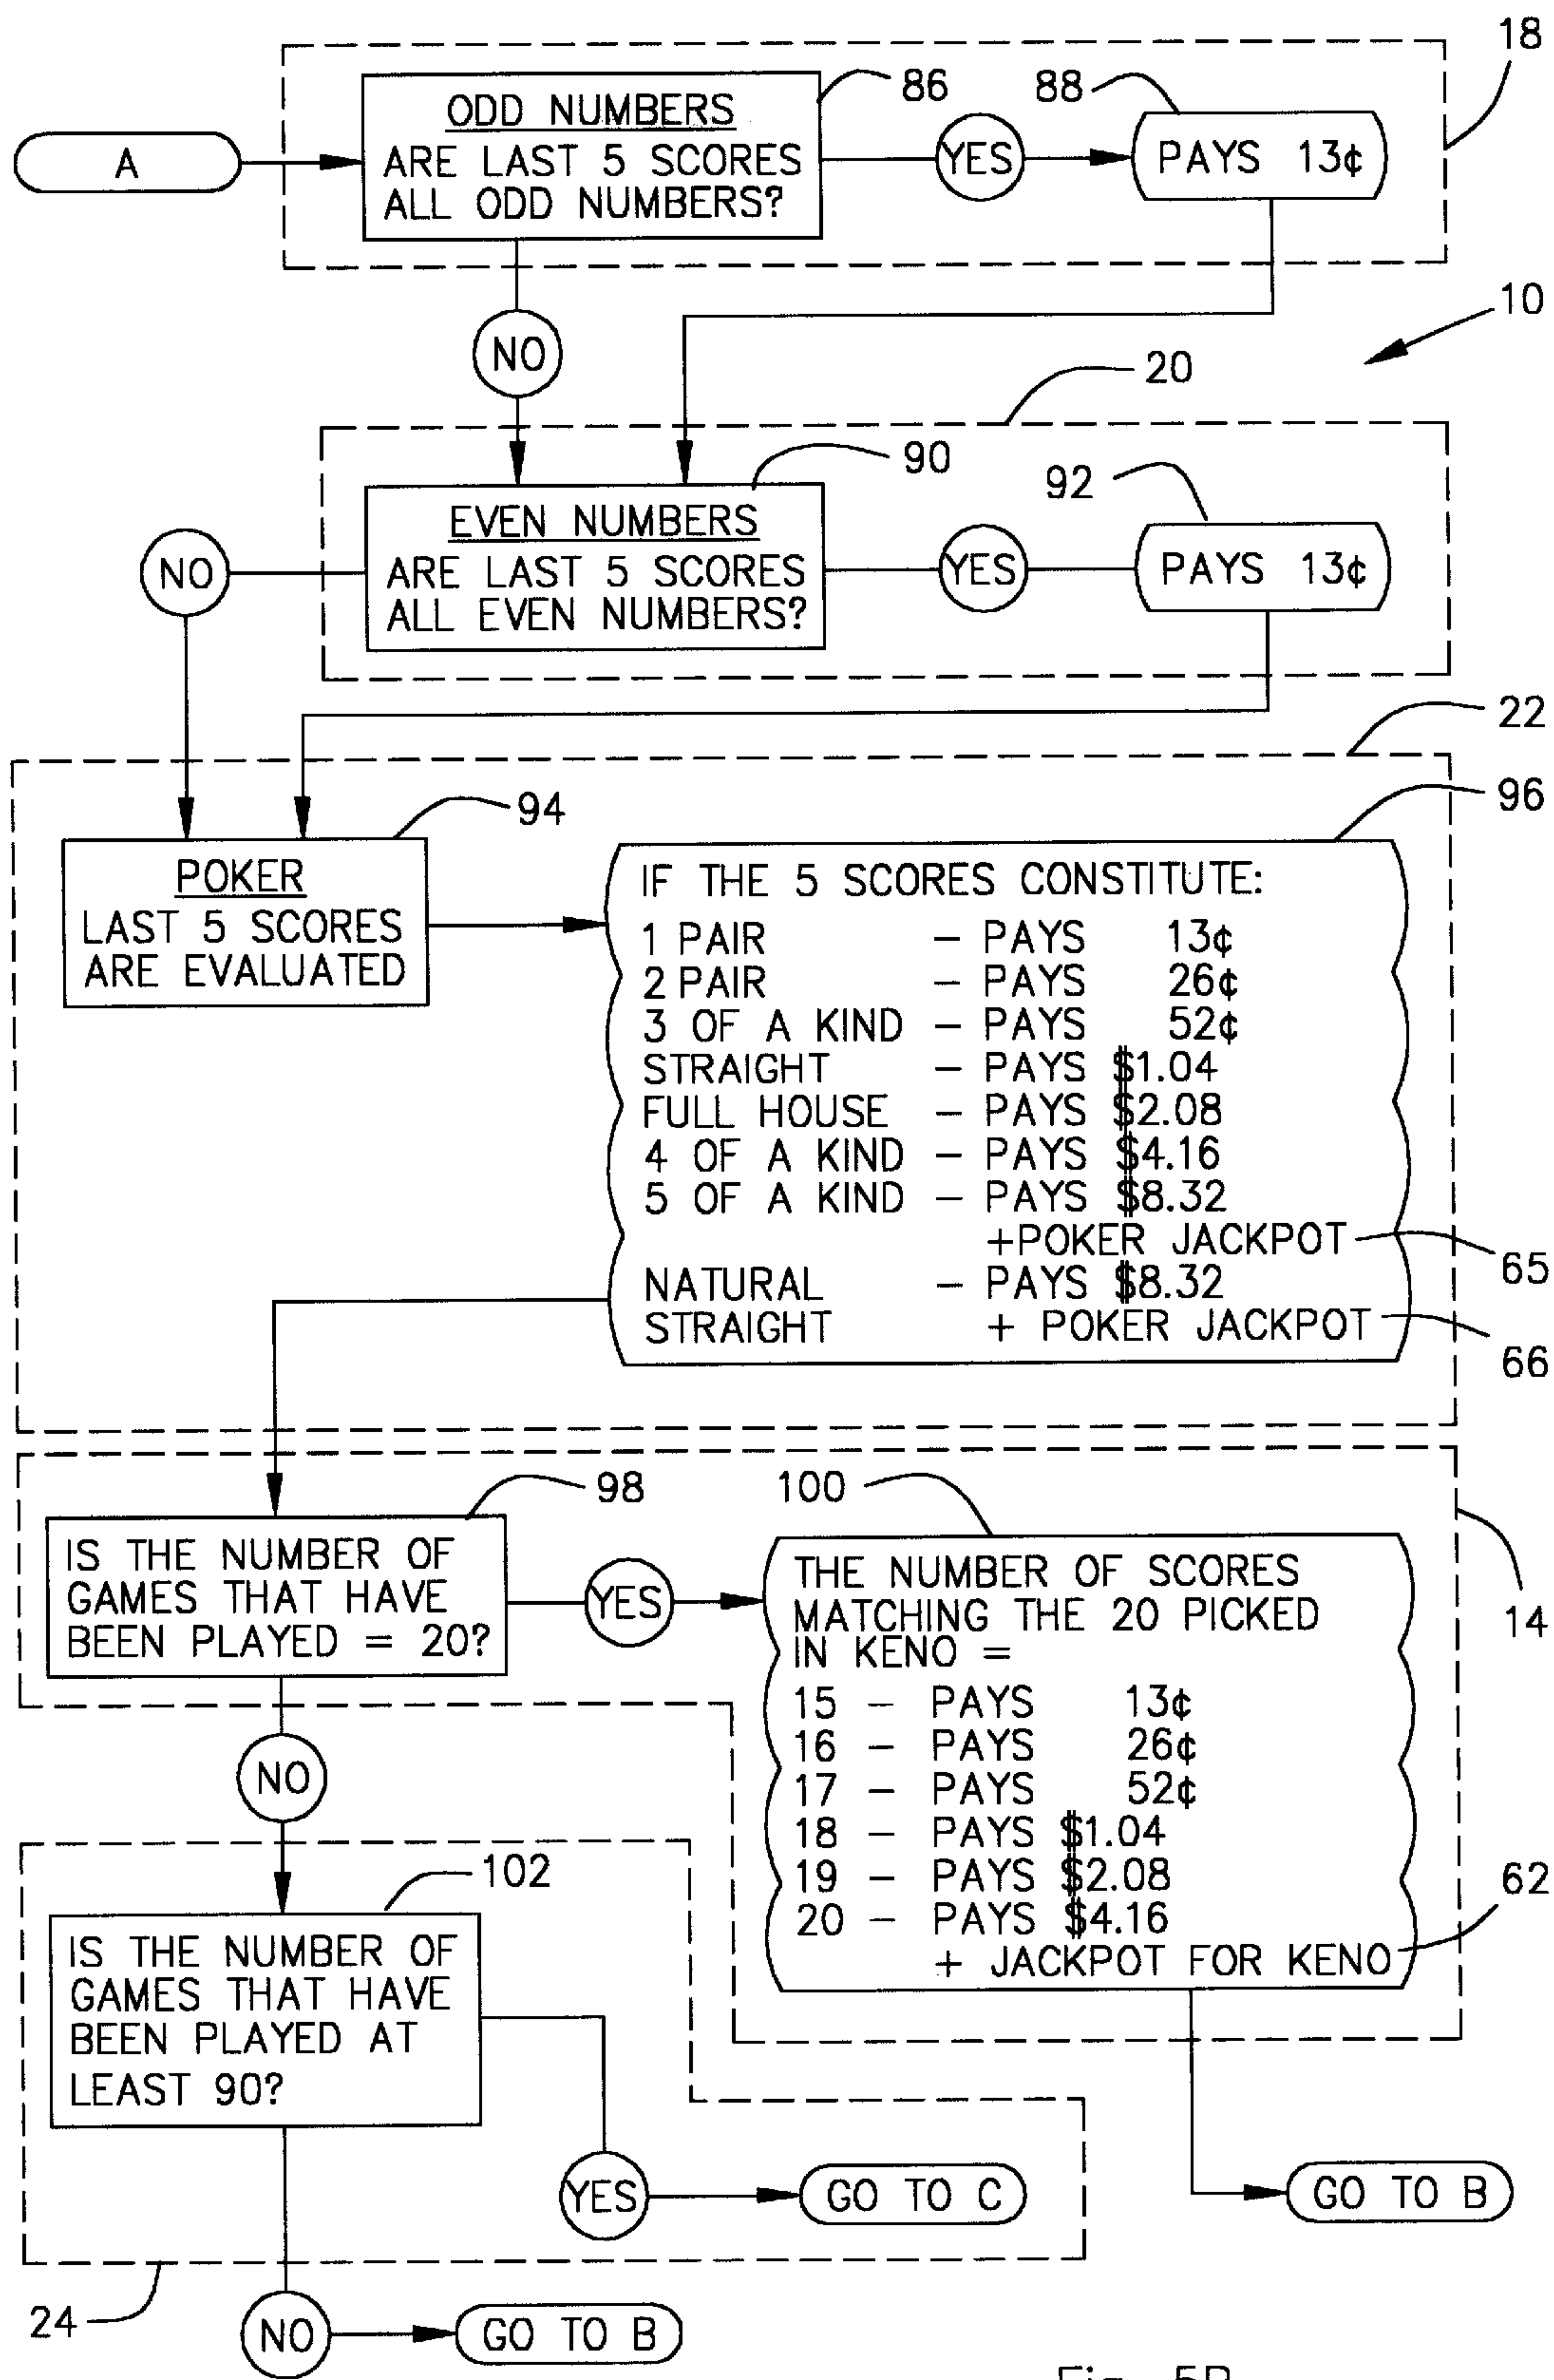 18
86
88
ODD NUMBERS
ARE LAST 5 SCORES
ALL ODD NUMBERS?
A
YES
PAYS 13¢
10
NO
20
90
92
EVEN NUMBERS
ARE LAST 5 SCORES
ALL EVEN NUMBERS?
NO
YES
PAYS 13¢
22
96
94
POKER
LAST 5 SCORES
ARE EVALUATED
IF THE 5 SCORES CONSTITUTE:
1 PAIR – PAYS 13¢
2 PAIR – PAYS 26¢
3 OF A KIND – PAYS 52¢
STRAIGHT – PAYS $1.04
FULL HOUSE – PAYS $2.08
4 OF A KIND – PAYS $4.16
5 OF A KIND – PAYS $8.32
+POKER JACKPOT
65
NATURAL – PAYS $8.32
STRAIGHT + POKER JACKPOT
66
98
100
IS THE NUMBER OF
GAMES THAT HAVE
BEEN PLAYED = 20?
YES
THE NUMBER OF SCORES
MATCHING THE 20 PICKED
IN KENO =
15 – PAYS 13¢
16 – PAYS 26¢
17 – PAYS 52¢
18 – PAYS $1.04
19 – PAYS $2.08
20 – PAYS $4.16
+ JACKPOT FOR KENO
14
62
NO
102
IS THE NUMBER OF
GAMES THAT HAVE
BEEN PLAYED AT
LEAST 90?
YES
GO TO C
GO TO B
24
NO
GO TO B
Fig. 5B